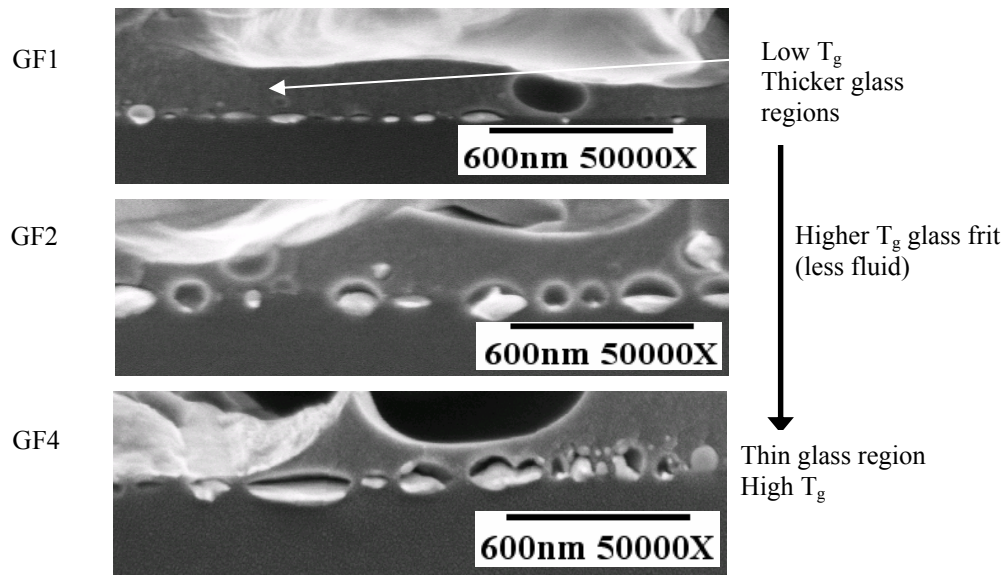 GF1
Low Tg
Thicker glass
regions
600nm 50000X
GF2
Higher Tg glass frit
(less fluid)
600nm 50000X
GF4
Thin glass region
High Tg
600nm 50000X